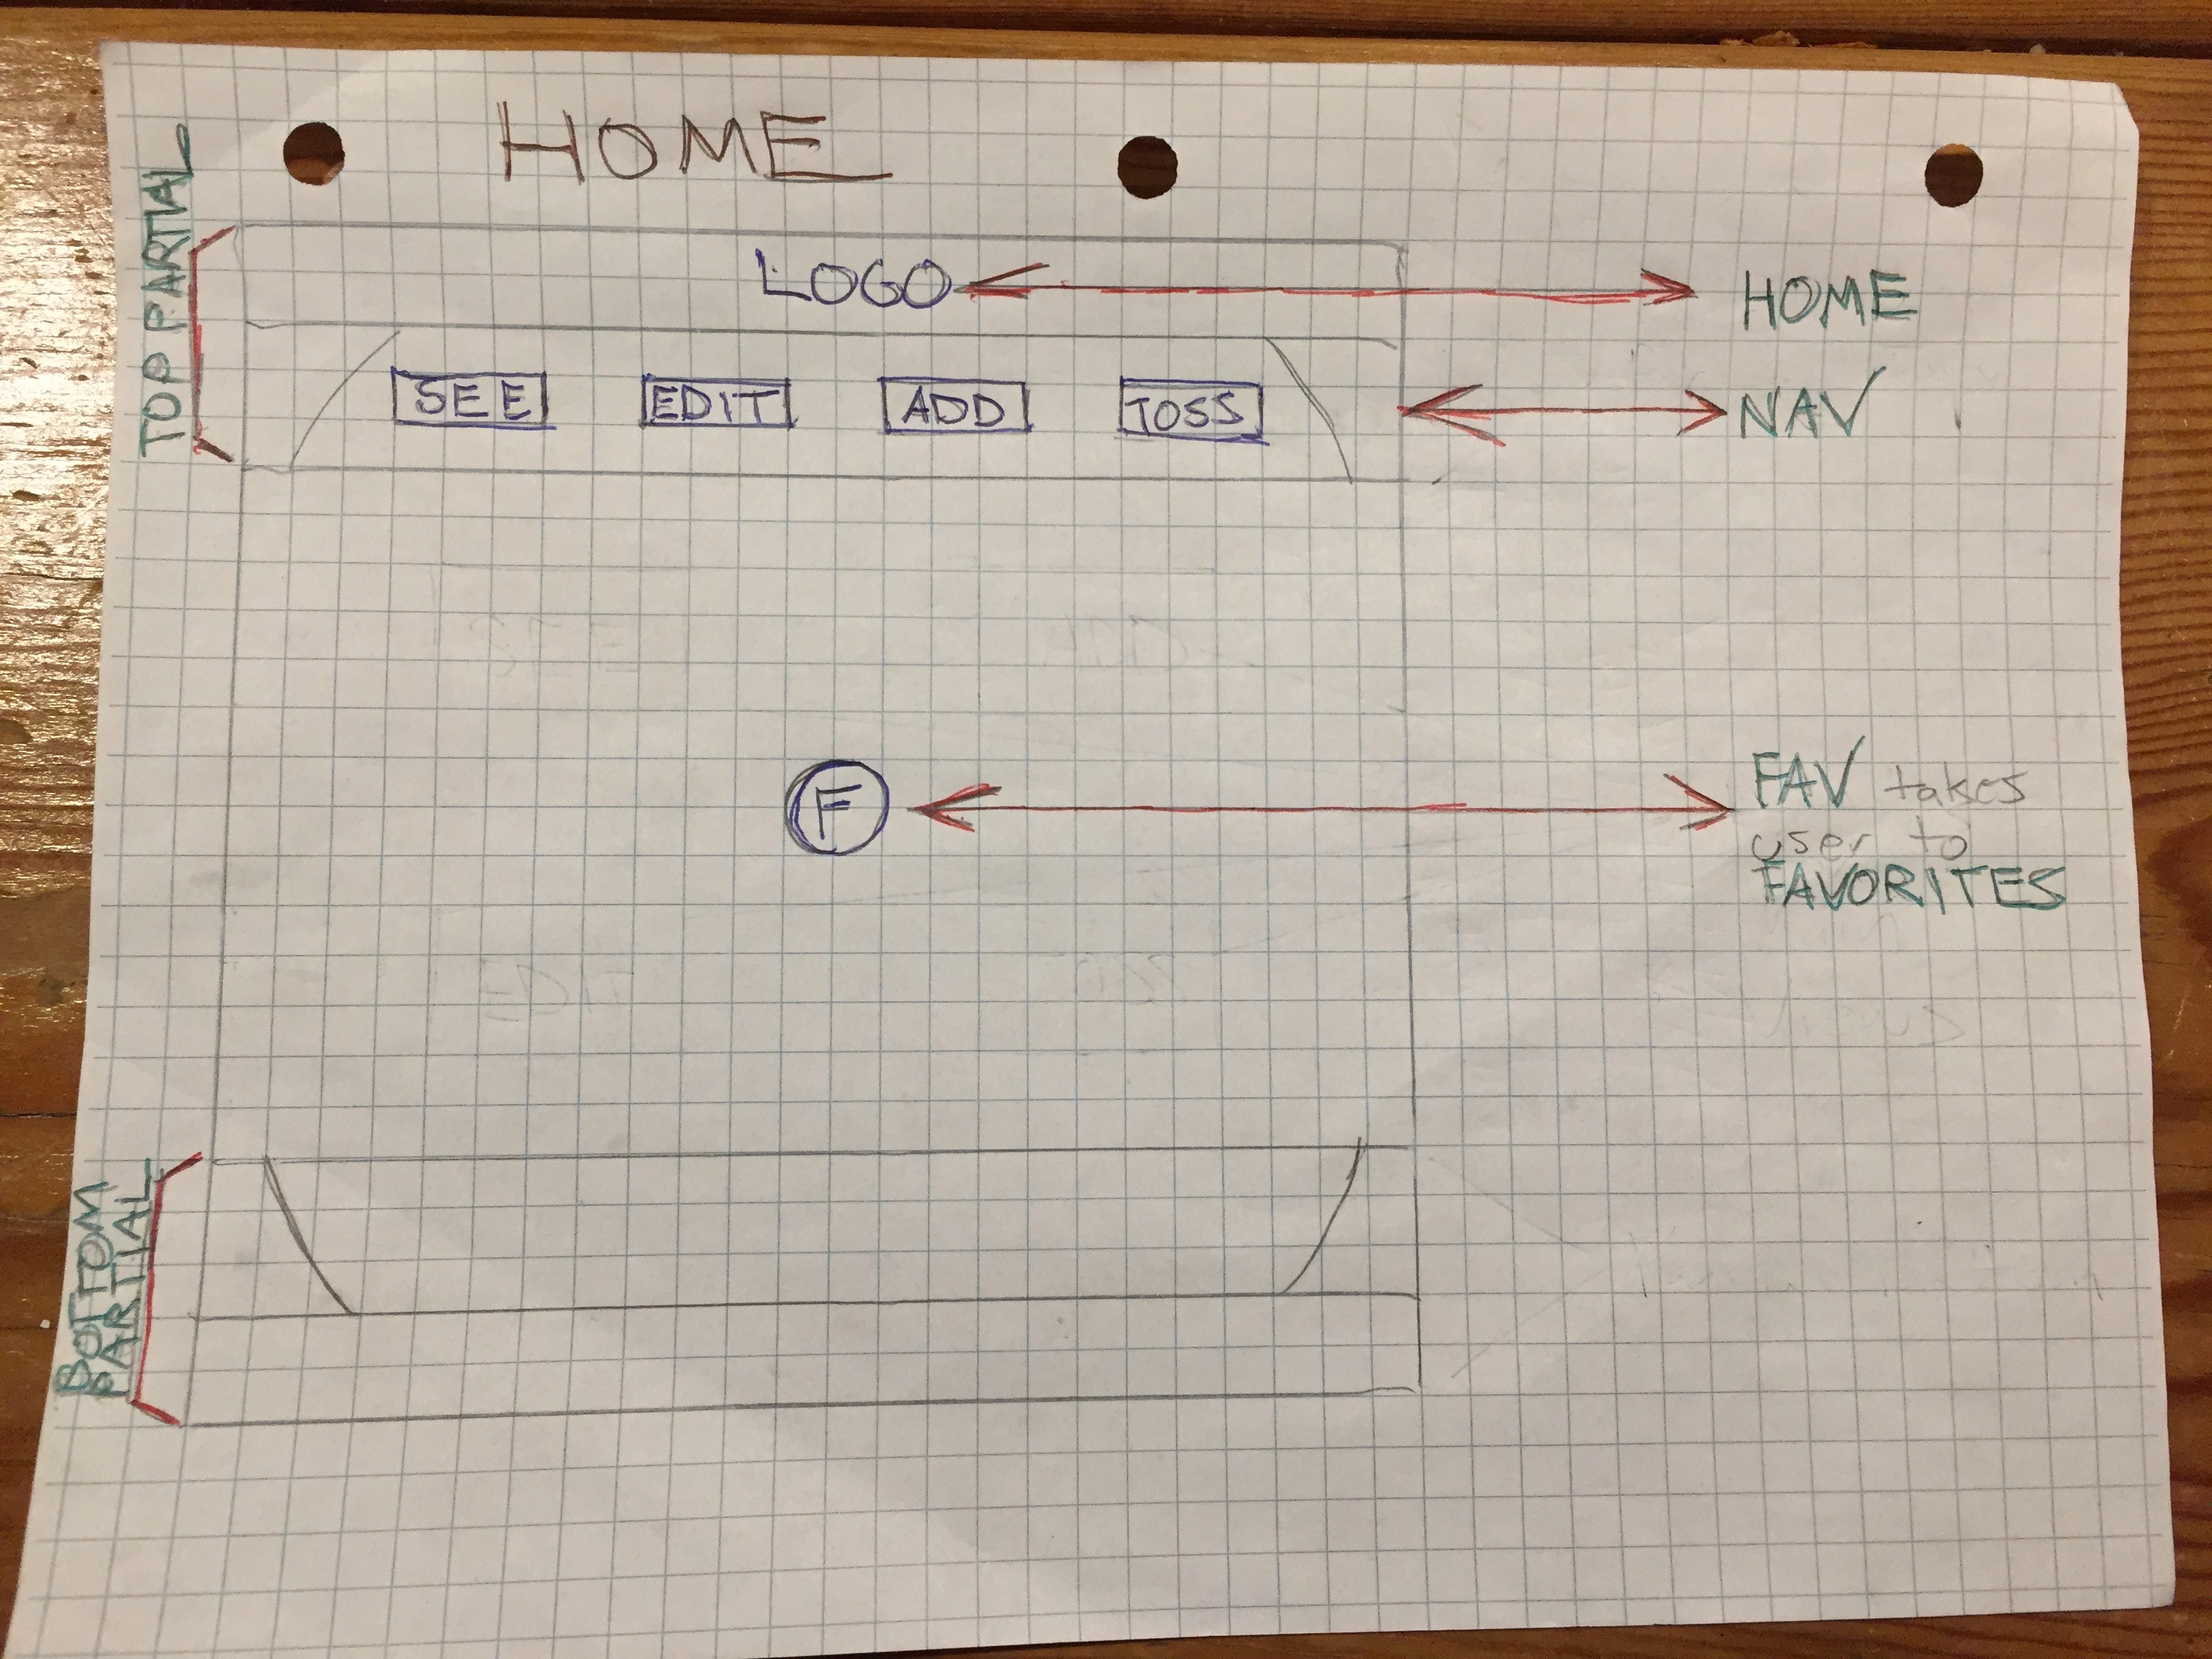 HOME
TOP PARTIAL
LOGO
HOME
SEE EDIT ADD TOSS
NAV
F
FAV takes
user to
FAVORITES
BOTTOM
PARTIAL